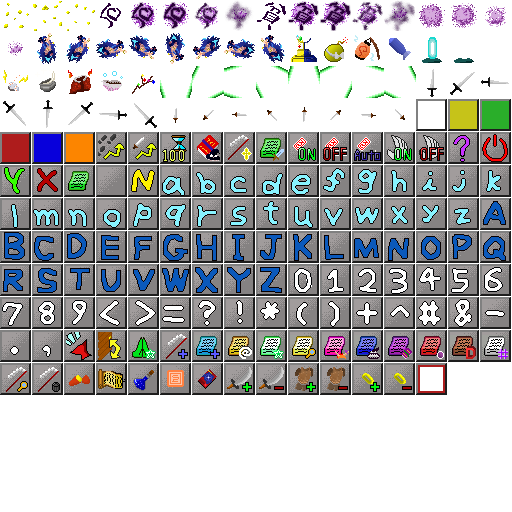 100 ON OFF Auto ON OFF ?
Y X N a b c d e f g h i j k
l m n o p q r s t u v w x y z A
B C D E F G H I J K L M N O P Q
R S T U V W X Y Z 0 1 2 3 4 5 6
7 8 9 < > = ? ! * ( ) + ^ # & -
. ,